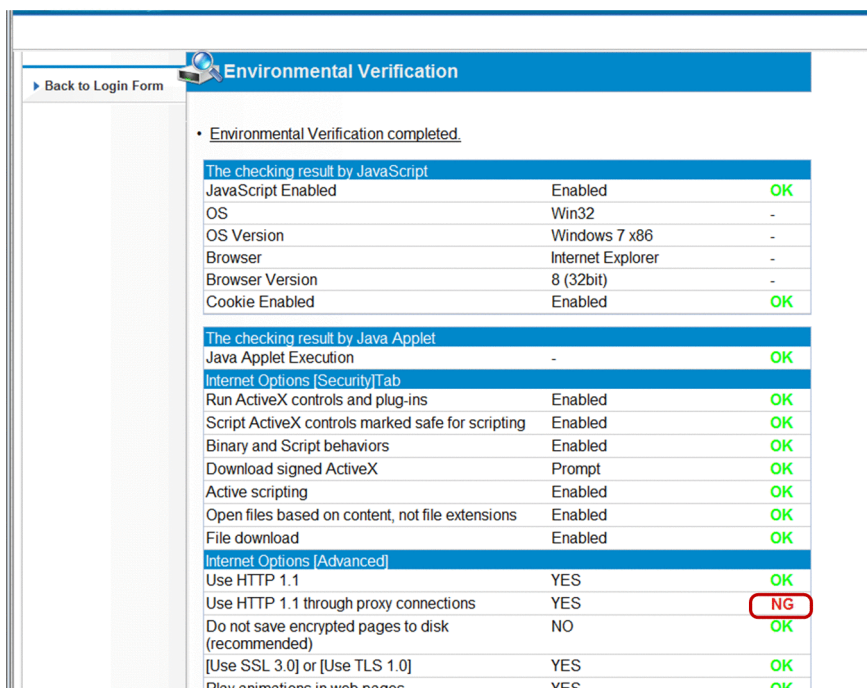 Back to Login Form
Environmental Verification
• Environmental Verification completed.
The checking result by JavaScript
JavaScript Enabled Enabled OK
OS Win32 -
OS Version Windows 7 x86 -
Browser Internet Explorer -
Browser Version 8 (32bit) -
Cookie Enabled Enabled OK
The checking result by Java Applet
Java Applet Execution - OK
Internet Options [Security]Tab
Run ActiveX controls and plug-ins Enabled OK
Script ActiveX controls marked safe for scripting Enabled OK
Binary and Script behaviors Enabled OK
Download signed ActiveX Prompt OK
Active scripting Enabled OK
Open files based on content, not file extensions Enabled OK
File download Enabled OK
Internet Options [Advanced]
Use HTTP 1.1 YES OK
Use HTTP 1.1 through proxy connections YES NG
Do not save encrypted pages to disk NO OK
(recommended)
[Use SSL 3.0] or [Use TLS 1.0] YES OK
Play animations in web pages YES OK